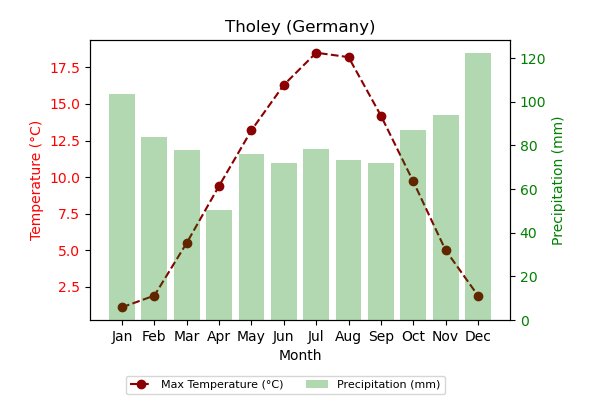 Tholey (Germany)
17.5
15.0
12.5
10.0
7.5
5.0
2.5
Temperature (°C)
120
100
80
60
40
20
0
Precipitation (mm)
Jan Feb Mar Apr May Jun Jul Aug Sep Oct Nov Dec
Month
Max Temperature (°C) Precipitation (mm)